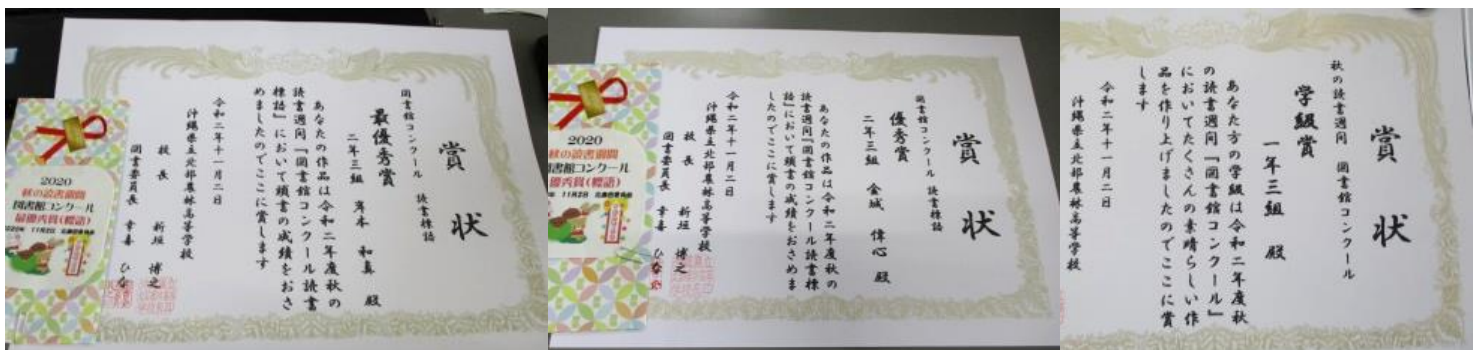 賞状
図書館コンクール 読書標語
最優秀賞
二年三組 岸本 和真 殿
あなたの作品は令和二年度秋の
読書週間「図書館コンクール読書
標語」において頭書の成績をおさ
めましたのでここに賞します
令和二年十一月二日
沖縄県立北部農林高等学校
校長 新垣 博之
図書委員長 幸喜 ひな
2020
秋の読書週間
図書館コンクール
最優秀賞(標語)
賞状
図書館コンクール 読書標語
優秀賞
二年三組 金城 偉心 殿
あなたの作品は令和二年度秋の
読書週間図書館コンクール読書標
語」において頭書の成績をおさめま
したのでここに賞します
令和二年十一月二日
沖縄県立北部農林高等学校
校長 新垣 博之
図書委員長 幸喜 ひな
2020
秋の読書週間
図書館コンクール
優秀賞(標語)
賞状
秋の読書週間 図書館コンクール
学級賞
一年三組 殿
あなた方の学級は令和二年度秋
の読書週間「図書館コンクール」
においてたくさんの素晴らしい作
品を作り上げましたのでここに賞
します
令和二年十一月二日
沖縄県立北部農林高等学校